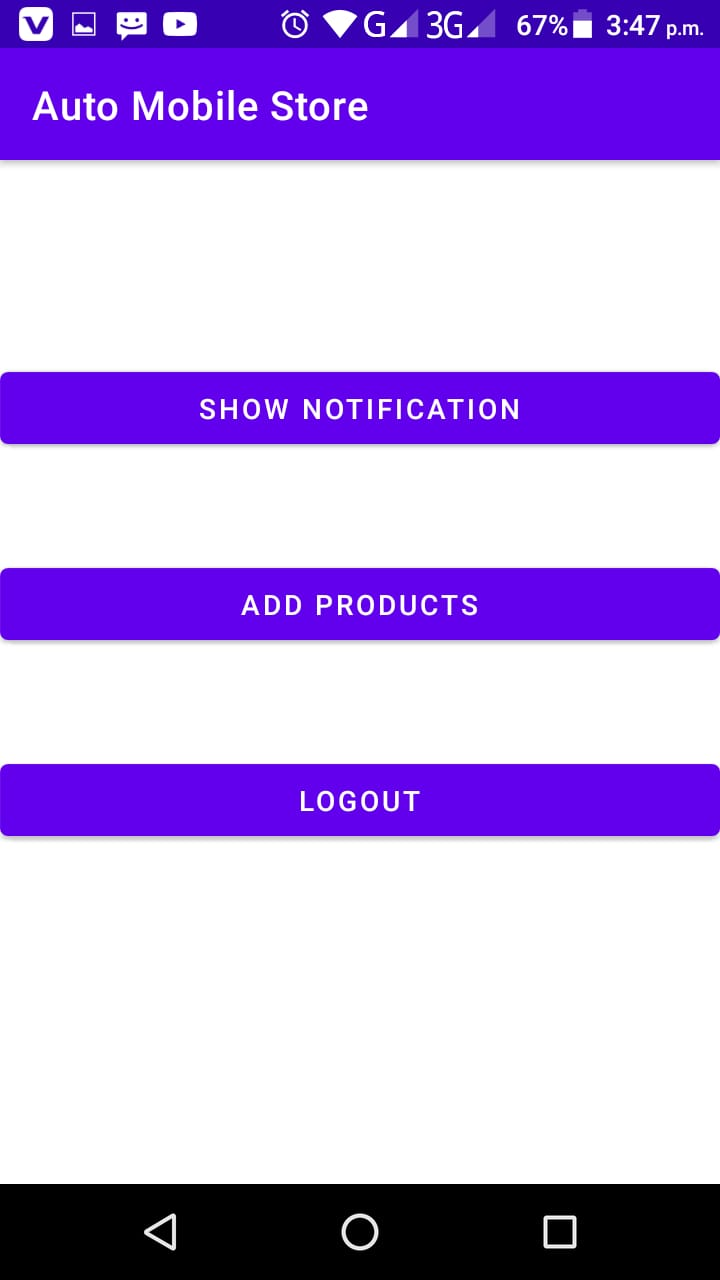 G 3G 67% 3:47 p.m.
Auto Mobile Store
SHOW NOTIFICATION
ADD PRODUCTS
LOGOUT